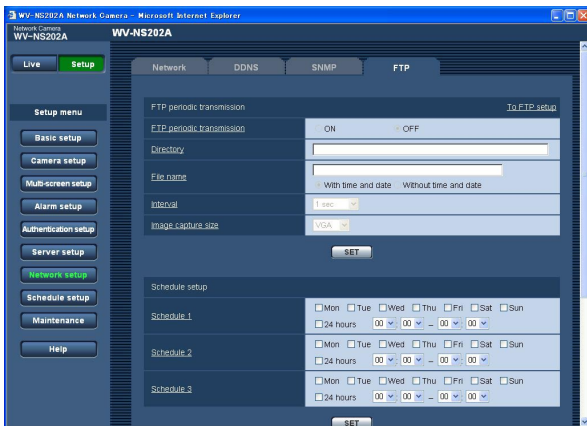 WV-NS202A Network Camera - Microsoft Internet Explorer
Network Camera
WV-NS202A
WV-NS202A
Live Setup
Network DDNS SNMP FTP
Setup menu
Basic setup
Camera setup
Multi-screen setup
Alarm setup
Authentication setup
Server setup
Network setup
Schedule setup
Maintenance
Help
FTP periodic transmission To FTP setup
FTP periodic transmission ON OFF
Directory
File name
With time and date Without time and date
Interval 1 sec
Image capture size VGA
SET
Schedule setup
Schedule 1
Mon Tue Wed Thu Fri Sat Sun
24 hours 00 : 00 - 00 : 00
Schedule 2
Mon Tue Wed Thu Fri Sat Sun
24 hours 00 : 00 - 00 : 00
Schedule 3
Mon Tue Wed Thu Fri Sat Sun
24 hours 00 : 00 - 00 : 00
SET